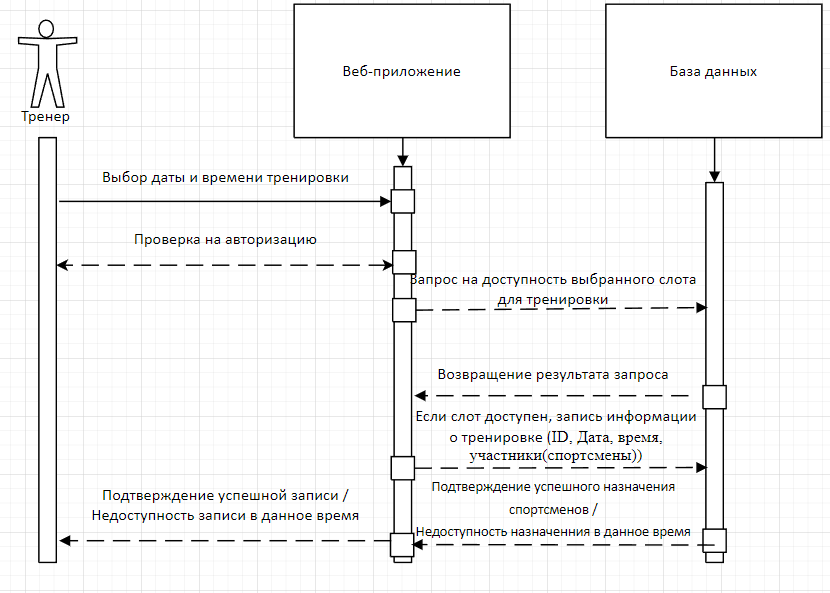 Тренер
Веб-приложение
База данных
Выбор даты и времени тренировки
Проверка на авторизацию
Запрос на доступность выбранного слота
для тренировки
Возвращение результата запроса
Если слот доступен, запись информации
о тренировке (ID, Дата, время,
участники(спортсмены))
Подтверждение успешного назначения
спортсменов /
Недоступность назначенния в данное время
Подтверждение успешной записи /
Недоступность записи в данное время